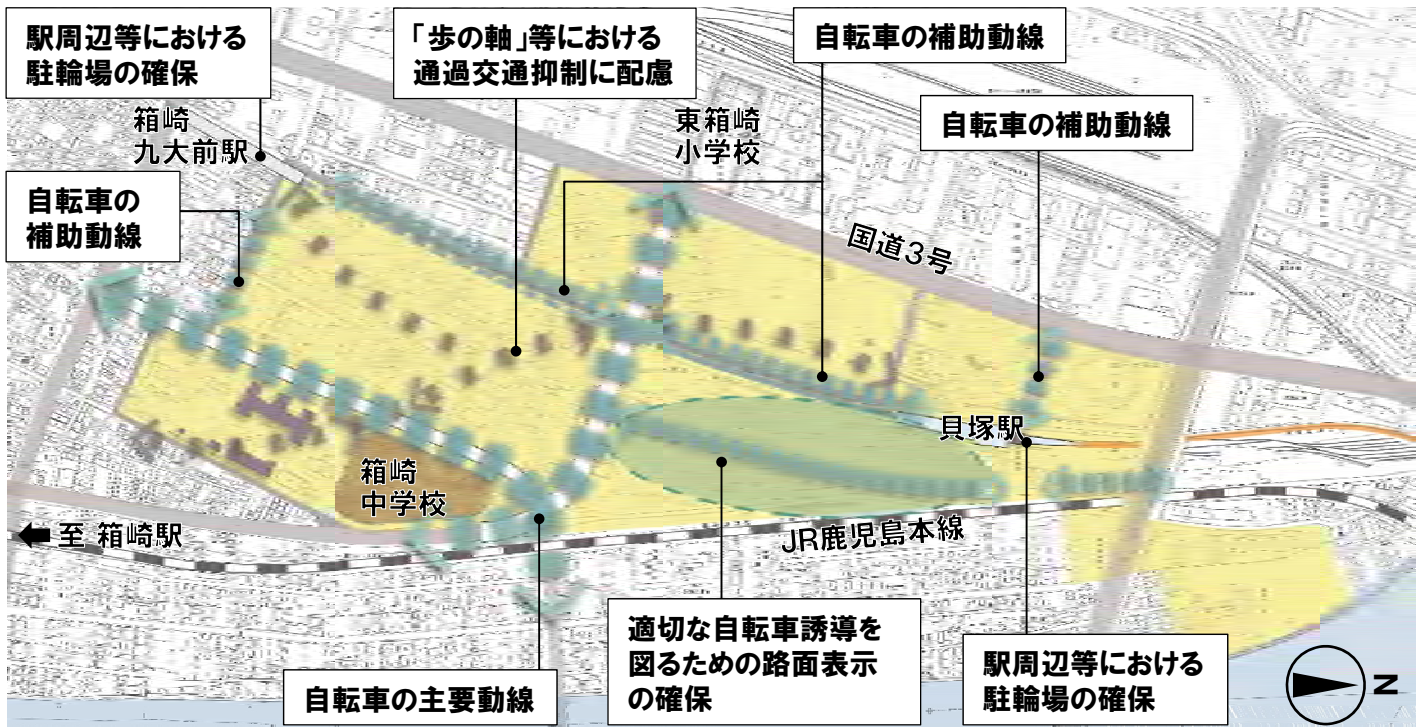 駅周辺等における
駐輪場の確保
「歩の軸」等における
通過交通抑制に配慮
自転車の補助動線
自転車の補助動線
箱崎
九大前駅
東箱崎
小学校
自転車の
補助動線
国道3号
貝塚駅
箱崎
中学校
至 箱崎駅
JR鹿児島本線
自転車の主要動線
適切な自転車誘導を
図るための路面表示
の確保
駅周辺等における
駐輪場の確保
N